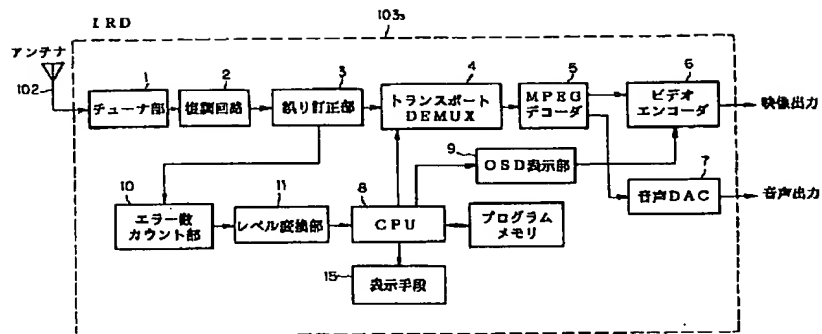 IRD
103a
アンテナ
102
1
チューナ部
2
復調回路
3
誤り訂正部
4
トランスポート
DEMUX
5
MPEG
デコーダ
6
ビデオ
エンコーダ
映像出力
9
OSD表示部
7
音声DAC
音声出力
10
エラー数
カウント部
11
レベル変換部
8
CPU
プログラム
メモリ
15
表示手段